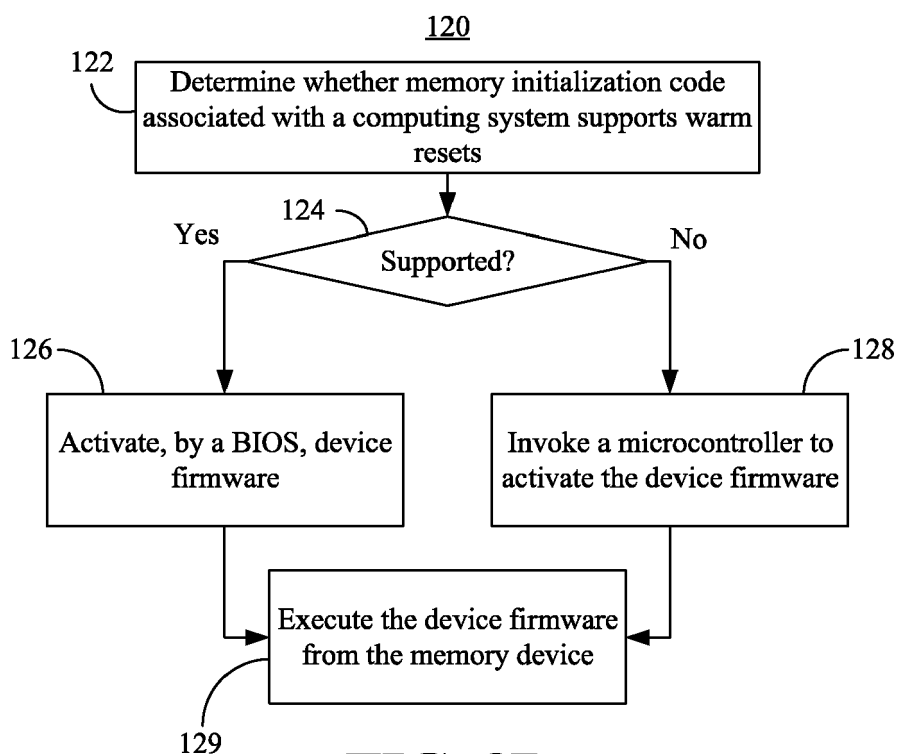 120
122
Determine whether memory initialization code
associated with a computing system supports warm
resets
124
Yes
No
Supported?
126
128
Activate, by a BIOS, device
firmware
Invoke a microcontroller to
activate the device firmware
Execute the device firmware
from the memory device
129